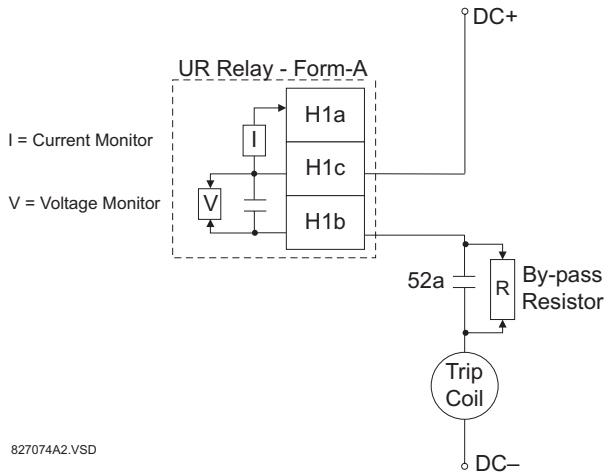 DC+
UR Relay - Form-A
H1a
I = Current Monitor
I
H1c
V = Voltage Monitor
V
H1b
52a
R
By-pass
Resistor
Trip
Coil
827074A2.VSD
DC–